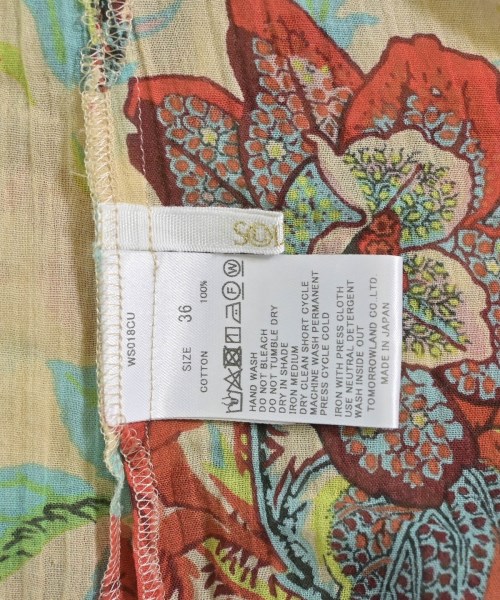 SOI
WS018CU
SIZE 36
COTTON 100%
HAND WASH
DO NOT BLEACH
DO NOT TUMBLE DRY
DRY IN SHADE
IRON MEDIUM
DRY CLEAN SHORT CYCLE
MACHINE WASH PERMANENT
PRESS CYCLE COLD
IRON WITH PRESS CLOTH
USE NEUTRAL DETERGENT
WASH INSIDE OUT
TOMORROWLAND CO.LTD
MADE IN JAPAN